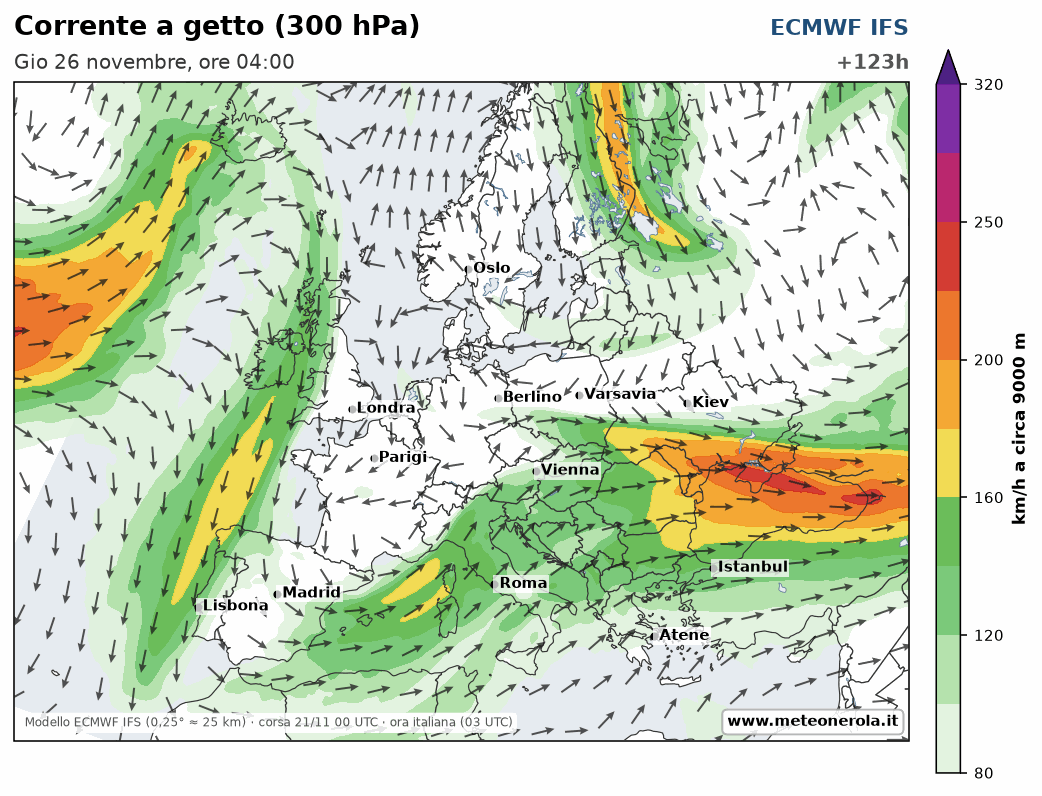 Corrente a getto (300 hPa)
ECMWF IFS
Gio 26 novembre, ore 04:00
+123h
320
250
200
160
120
80
km/h a circa 9000 m
Oslo
Londra
Berlino
Varsavia
Kiev
Parigi
Vienna
Istanbul
Roma
Madrid
Lisbona
Atene
Modello ECMWF IFS (0,25° ≈ 25 km) · corsa 21/11 00 UTC · ora italiana (03 UTC)
www.meteonerola.it